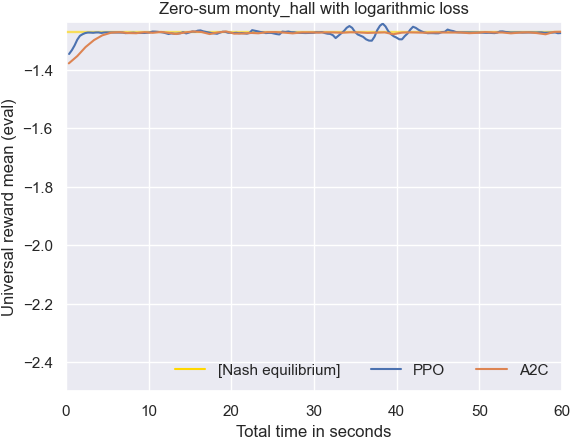 Zero-sum monty_hall with logarithmic loss
Universal reward mean (eval)
−1.4
−1.6
−1.8
−2.0
−2.2
−2.4
[Nash equilibrium] PPO A2C
0 10 20 30 40 50 60
Total time in seconds